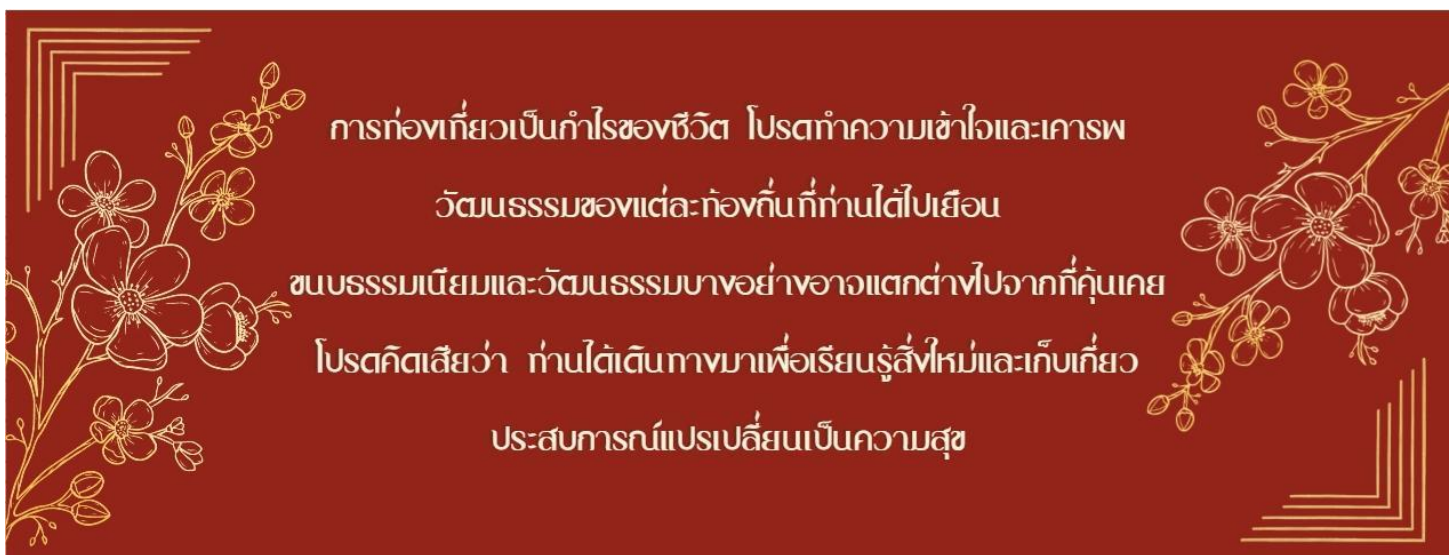 การท่องเที่ยวเป็นกำไรของชีวิต โปรดทำความเข้าใจและเคารพ
วัฒนธรรมของแต่ละท้องถิ่นที่ท่านได้ไปเยือน
ขนบธรรมเนียมและวัฒนธรรมบางอย่างอาจแตกต่างไปจากที่คุ้นเคย
โปรดคิดเสียว่า ท่านได้เดินทางมาเพื่อเรียนรู้สิ่งใหม่และเก็บเกี่ยว
ประสบการณ์แปรเปลี่ยนเป็นความสุข